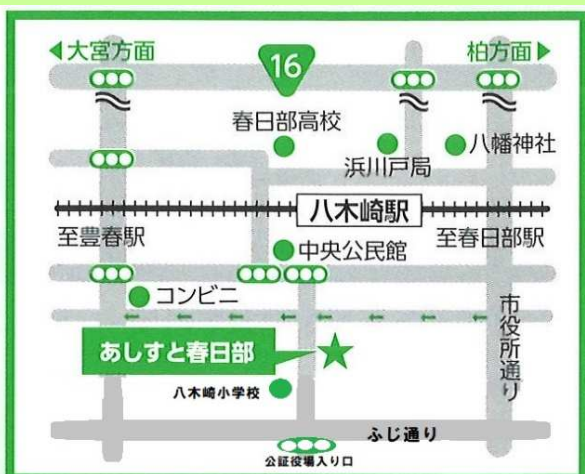 ◀大宮方面
16
柏方面▶
春日部高校
浜川戸局
八幡神社
八木崎駅
至豊春駅
至春日部駅
中央公民館
コンビニ
市役所通り
あしすと春日部
八木崎小学校
ふじ通り
公証役場入り口